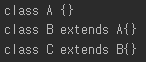 class A {}
class B extends A{}
class C extends B{}